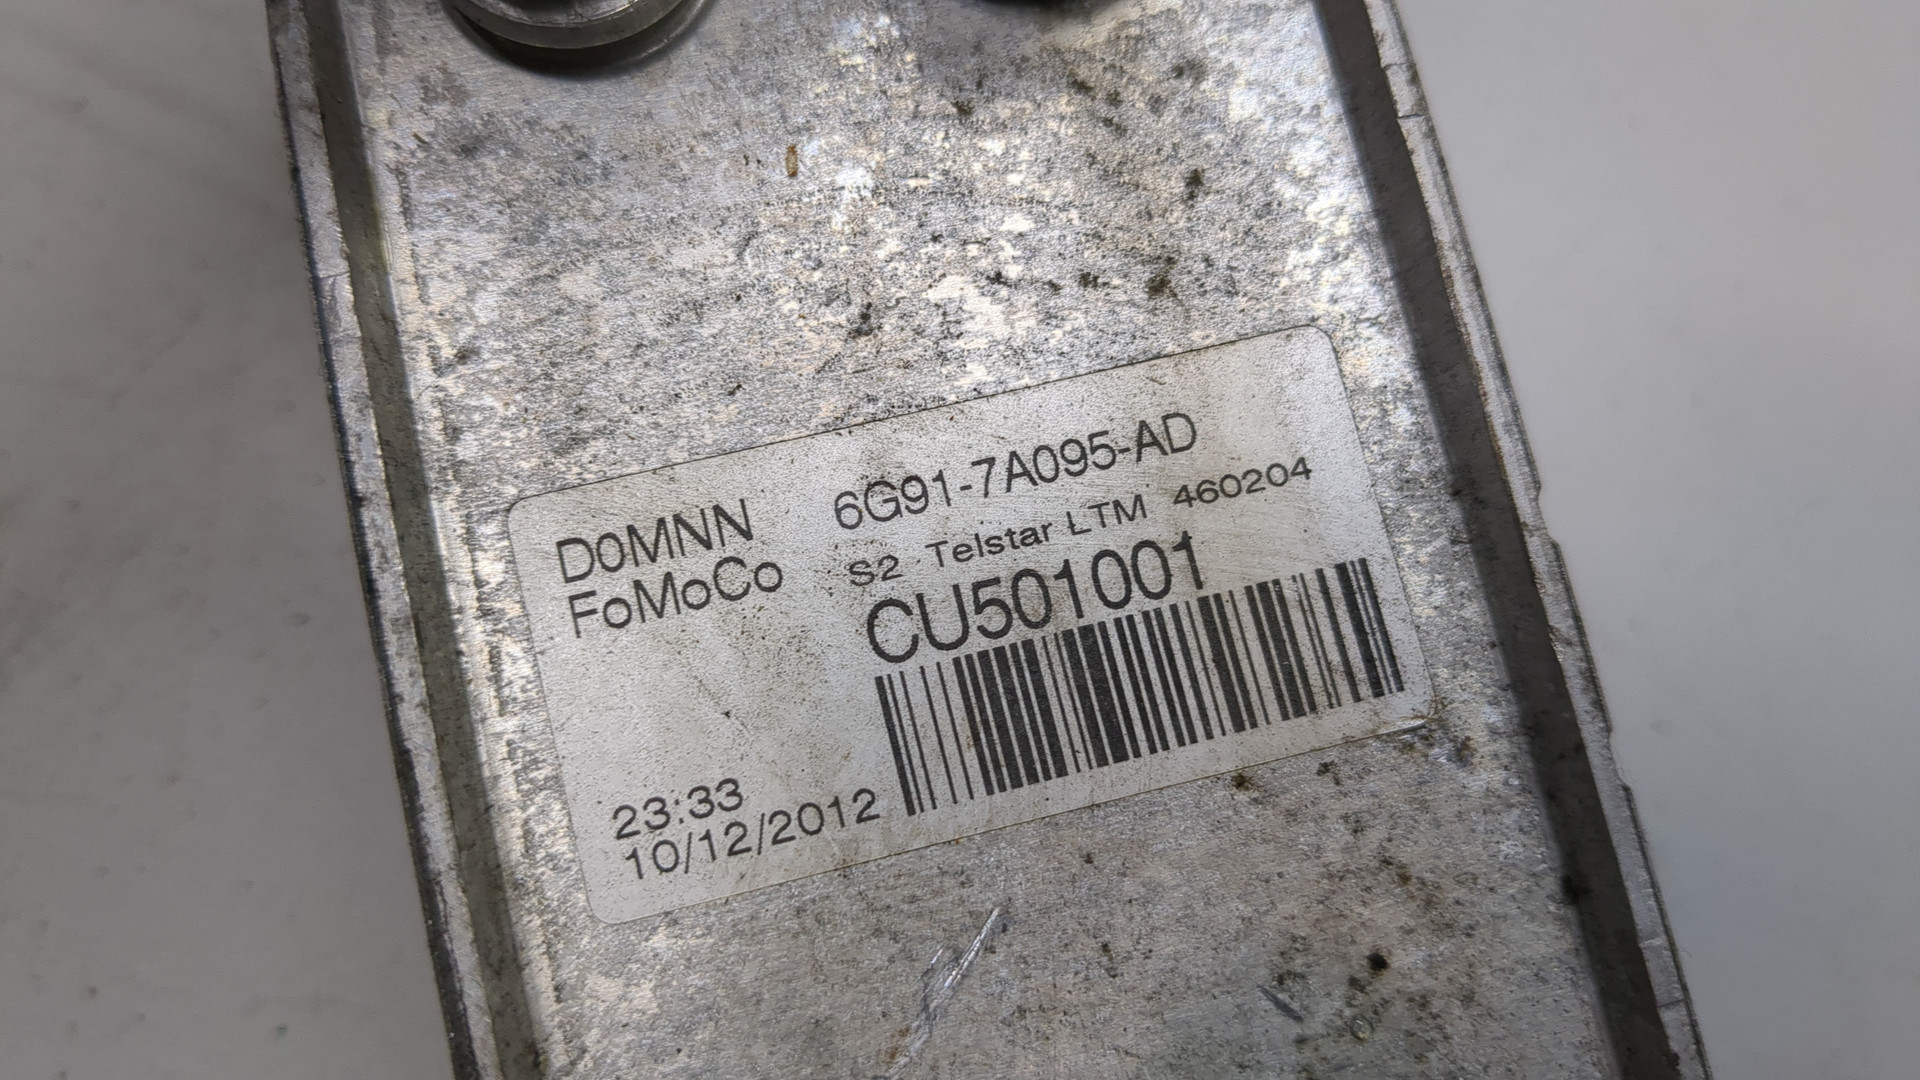 D0MNN 6G91-7A095-AD
FoMoCo S2 Telstar LTM 460204
CU501001
23:33
10/12/2012